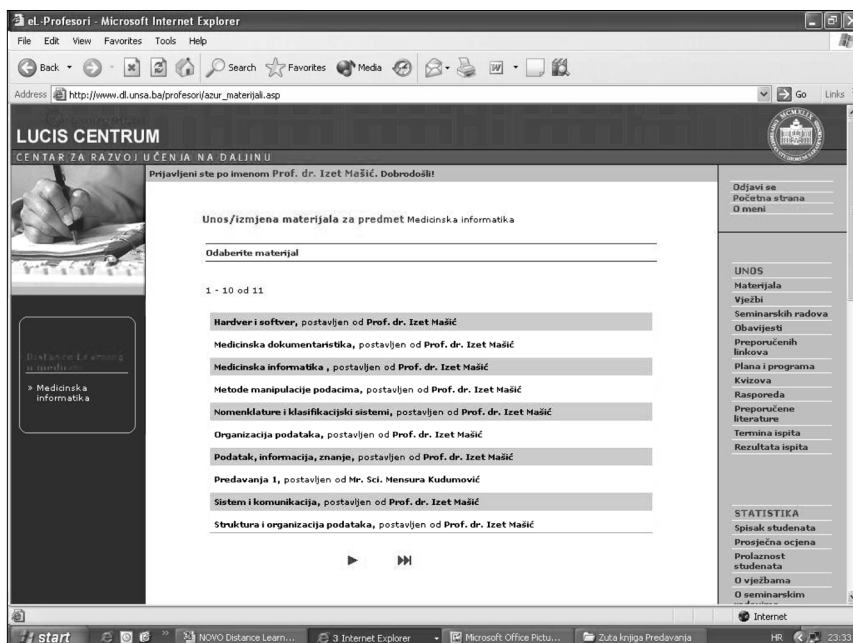 eL-Profesori - Microsoft Internet Explorer
File Edit View Favorites Tools Help
Back Search Favorites Media
Address http://www.dl.unsa.ba/profesori/azur_materijali.asp Go Links
LUCIS CENTRUM
CENTAR ZA RAZVOJ UČENJA NA DALJINU
Prijavljeni ste po imenom Prof. dr. Izet Mašić. Dobrodošli!
Unos/izmjena materijala za predmet Medicinska informatika
Odaberite materijal
1 - 10 od 11
Hardver i softver, postavljen od Prof. dr. Izet Mašić
Medicinska dokumentaristika, postavljen od Prof. dr. Izet Mašić
Medicinska informatika , postavljen od Prof. dr. Izet Mašić
Metode manipulacije podacima, postavljen od Prof. dr. Izet Mašić
Nomenklature i klasifikacijski sistemi, postavljen od Prof. dr. Izet Mašić
Organizacija podataka, postavljen od Prof. dr. Izet Mašić
Podatak, informacija, znanje, postavljen od Prof. dr. Izet Mašić
Predavanja 1, postavljen od Mr. Sci. Mensura Kudumović
Sistem i komunikacija, postavljen od Prof. dr. Izet Mašić
Struktura i organizacija podataka, postavljen od Prof. dr. Izet Mašić
Distance Learning
u medicini
» Medicinska
informatika
Odjavi se
Početna strana
O meni
UNOS
Materijala
Vježbi
Seminarskih radova
Obavijesti
Preporučenih
linkova
Plana i programa
Kvizova
Rasporeda
Preporučene
literature
Termina ispita
Rezultata ispita
STATISTIKA
Spisak studenata
Prosječna ocjena
Prolaznost
studenata
O vježbama
O seminarskim
Internet
start NOVO Distance Learn... 3 Internet Explorer Microsoft Office Pictu... Zuta knjiga Predavanja HR 23:33